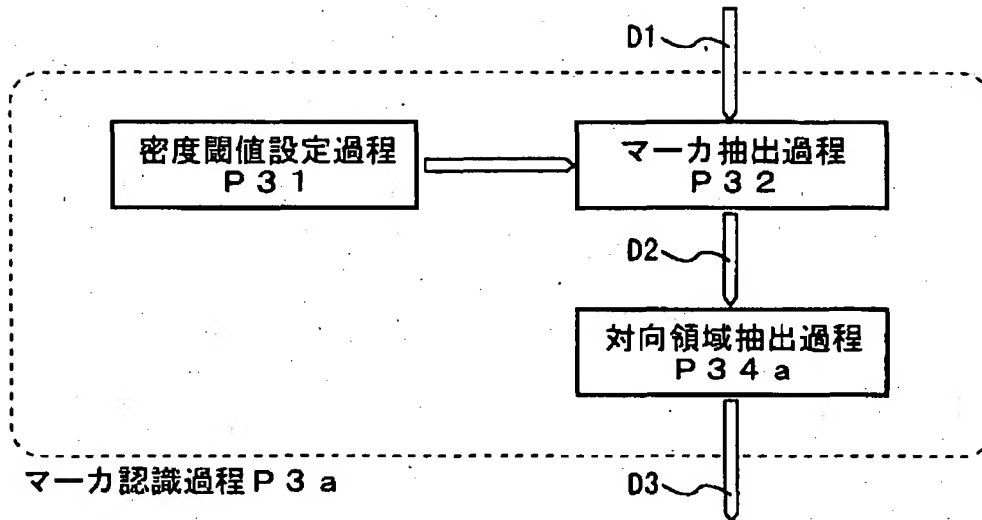 D1
密度閾値設定過程
P31
マーカ抽出過程
P32
D2
対向領域抽出過程
P34a
マーカ認識過程P3a
D3